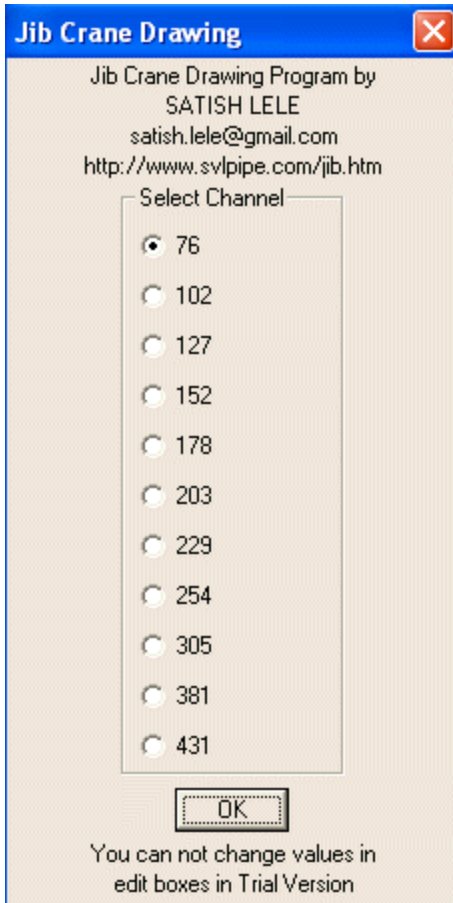 Jib Crane Drawing
Jib Crane Drawing Program by
SATISH LELE
satish.lele@gmail.com
http://www.svlpipe.com/jib.htm
Select Channel
76
102
127
152
178
203
229
254
305
381
431
OK
You can not change values in
edit boxes in Trial Version